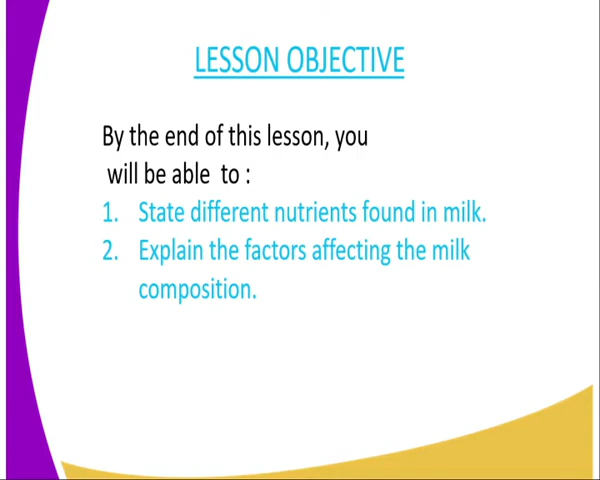 LESSON OBJECTIVE
By the end of this lesson, you
will be able to :
1. State different nutrients found in milk.
2. Explain the factors affecting the milk
composition.